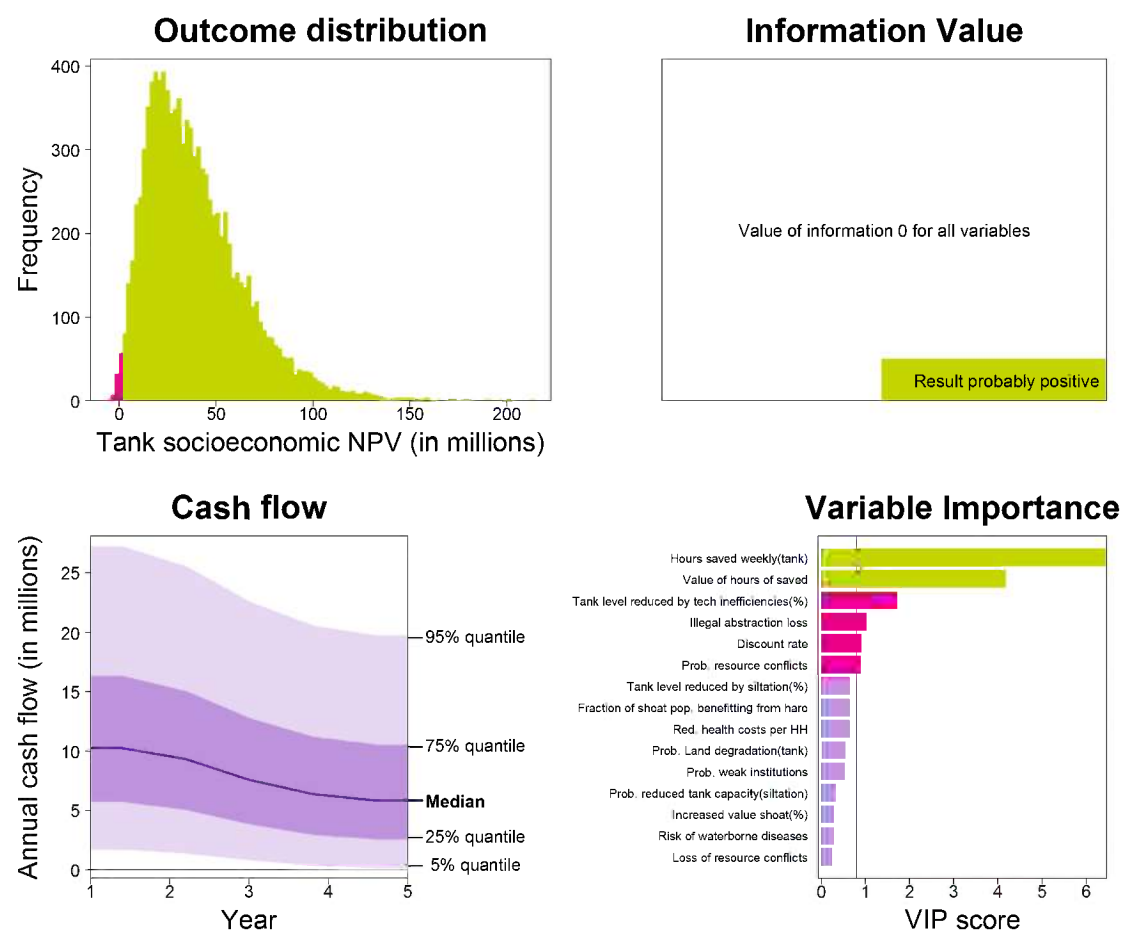 Outcome distribution
400
300
200
100
0
Frequency
0 50 100 150 200
Tank socioeconomic NPV (in millions)
Information Value
Value of information 0 for all variables
Result probably positive
Cash flow
Annual cash flow (in millions)
25
20
15
10
5
0
95% quantile
75% quantile
Median
25% quantile
5% quantile
1 2 3 4 5
Year
Variable Importance
Hours saved weekly(tank)
Value of hours of saved
Tank level reduced by tech inefficiencies(%)
Illegal abstraction loss
Discount rate
Prob. resource conflicts
Tank level reduced by siltation(%)
Fraction of shoat pop. benefitting from harc
Red. health costs per HH
Prob. Land degradation(tank)
Prob. weak institutions
Prob. reduced tank capacity(siltation)
Increased value shoat(%)
Risk of waterborne diseases
Loss of resource conflicts
0 1 2 3 4 5 6
VIP score